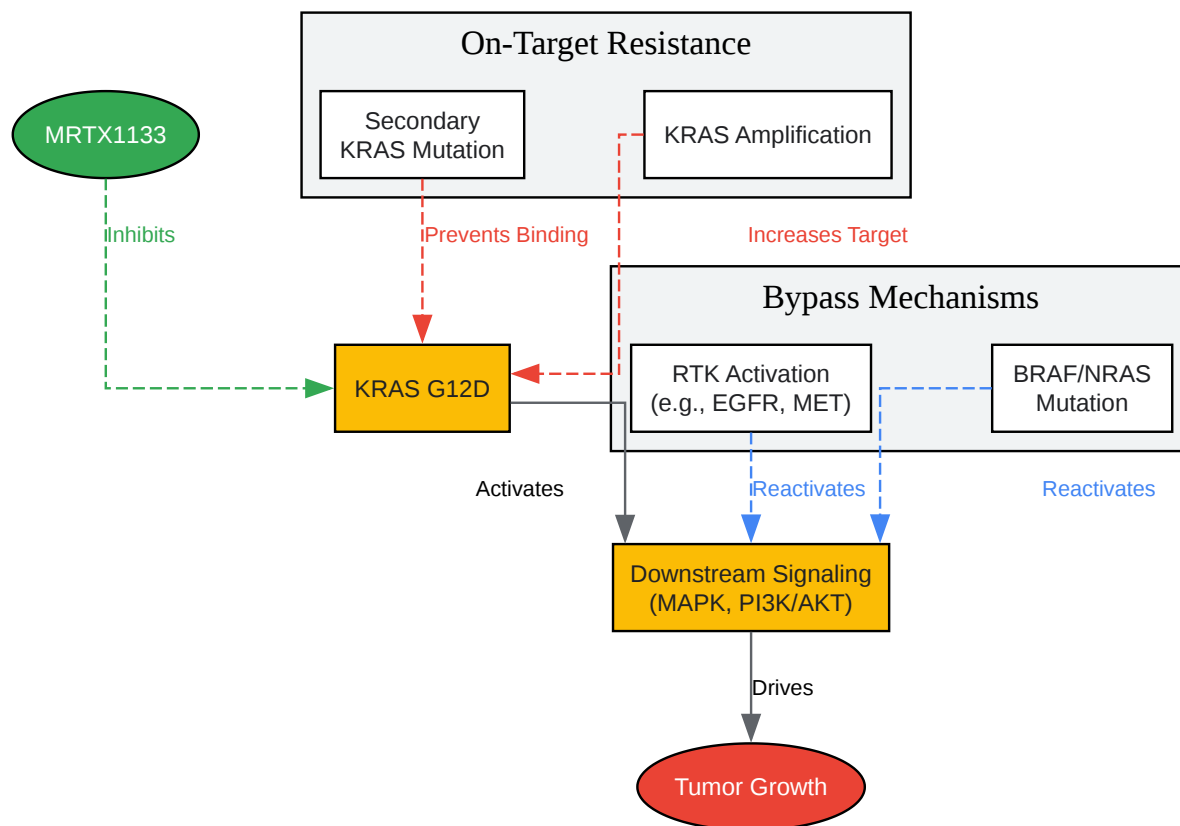 On-Target Resistance
MRTX1133
Secondary
KRAS Mutation
KRAS Amplification
Inhibits
Prevents Binding
Increases Target
Bypass Mechanisms
KRAS G12D
RTK Activation
(e.g., EGFR, MET)
BRAF/NRAS
Mutation
Activates
Reactivates
Reactivates
Downstream Signaling
(MAPK, PI3K/AKT)
Drives
Tumor Growth